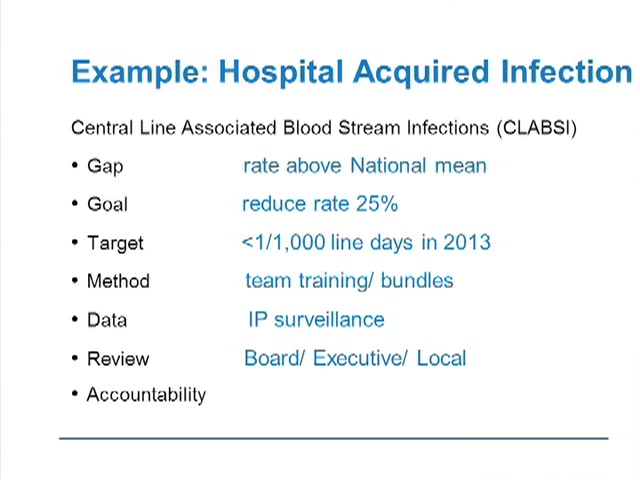 Example: Hospital Acquired Infection
Central Line Associated Blood Stream Infections (CLABSI)
• Gap rate above National mean
• Goal reduce rate 25%
• Target <1/1,000 line days in 2013
• Method team training/ bundles
• Data IP surveillance
• Review Board/ Executive/ Local
• Accountability